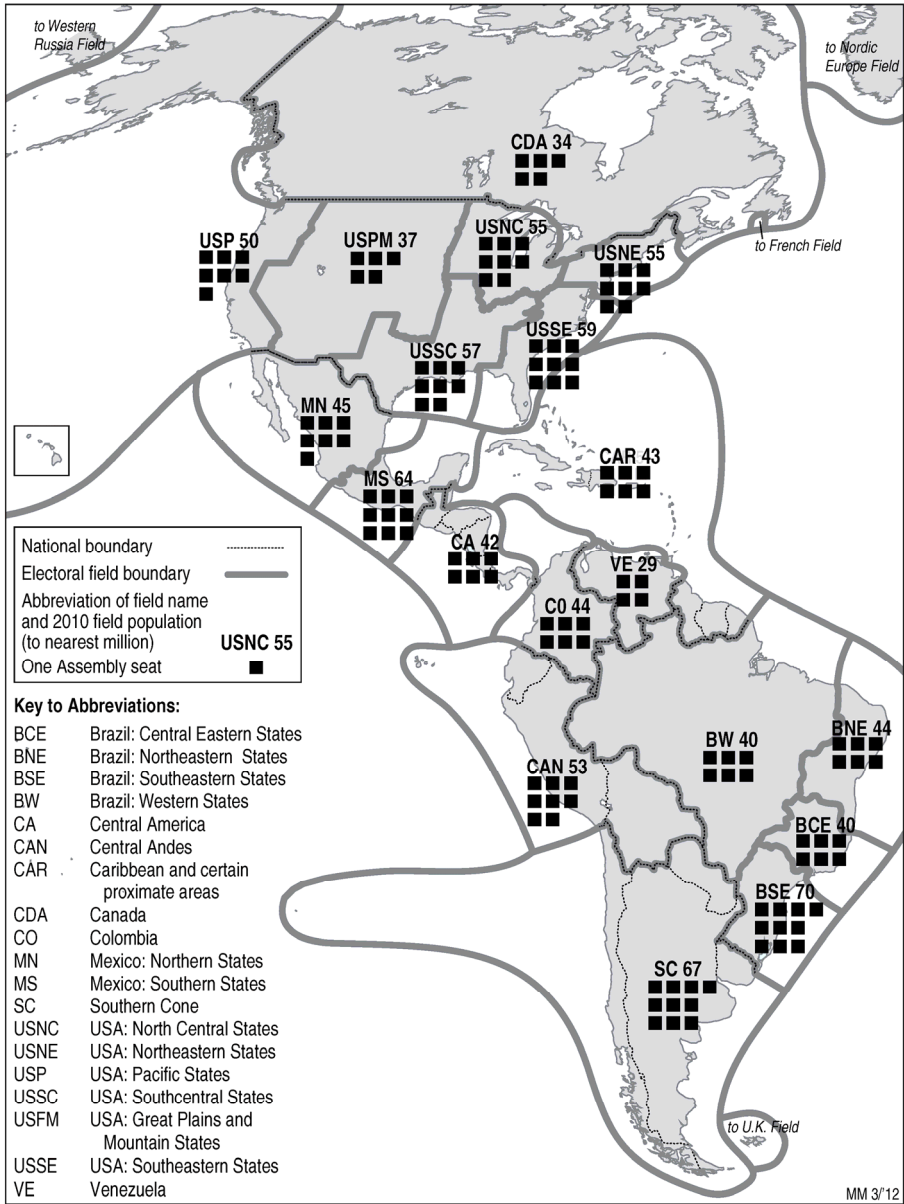 to Western
Russia Field
to Nordic
Europe Field
CDA 34
to French Field
USP 50
USPM 37
USNC 55
USNE 55
USSE 59
USSC 57
MN 45
CAR 43
MS 64
CA 42
VE 29
C0 44
National boundary
Electoral field boundary
Abbreviation of field name
and 2010 field population
(to nearest million) USNC 55
One Assembly seat
BNE 44
BW 40
CAN 53
BCE 40
BSE 70
SC 67
to U.K. Field
Key to Abbreviations:
BCE Brazil: Central Eastern States
BNE Brazil: Northeastern States
BSE Brazil: Southeastern States
BW Brazil: Western States
CA Central America
CAN Central Andes
CAR Caribbean and certain
proximate areas
CDA Canada
CO Colombia
MN Mexico: Northern States
MS Mexico: Southern States
SC Southern Cone
USNC USA: North Central States
USNE USA: Northeastern States
USP USA: Pacific States
USSC USA: Southcentral States
USFM USA: Great Plains and
Mountain States
USSE USA: Southeastern States
VE Venezuela
MM 3/'12